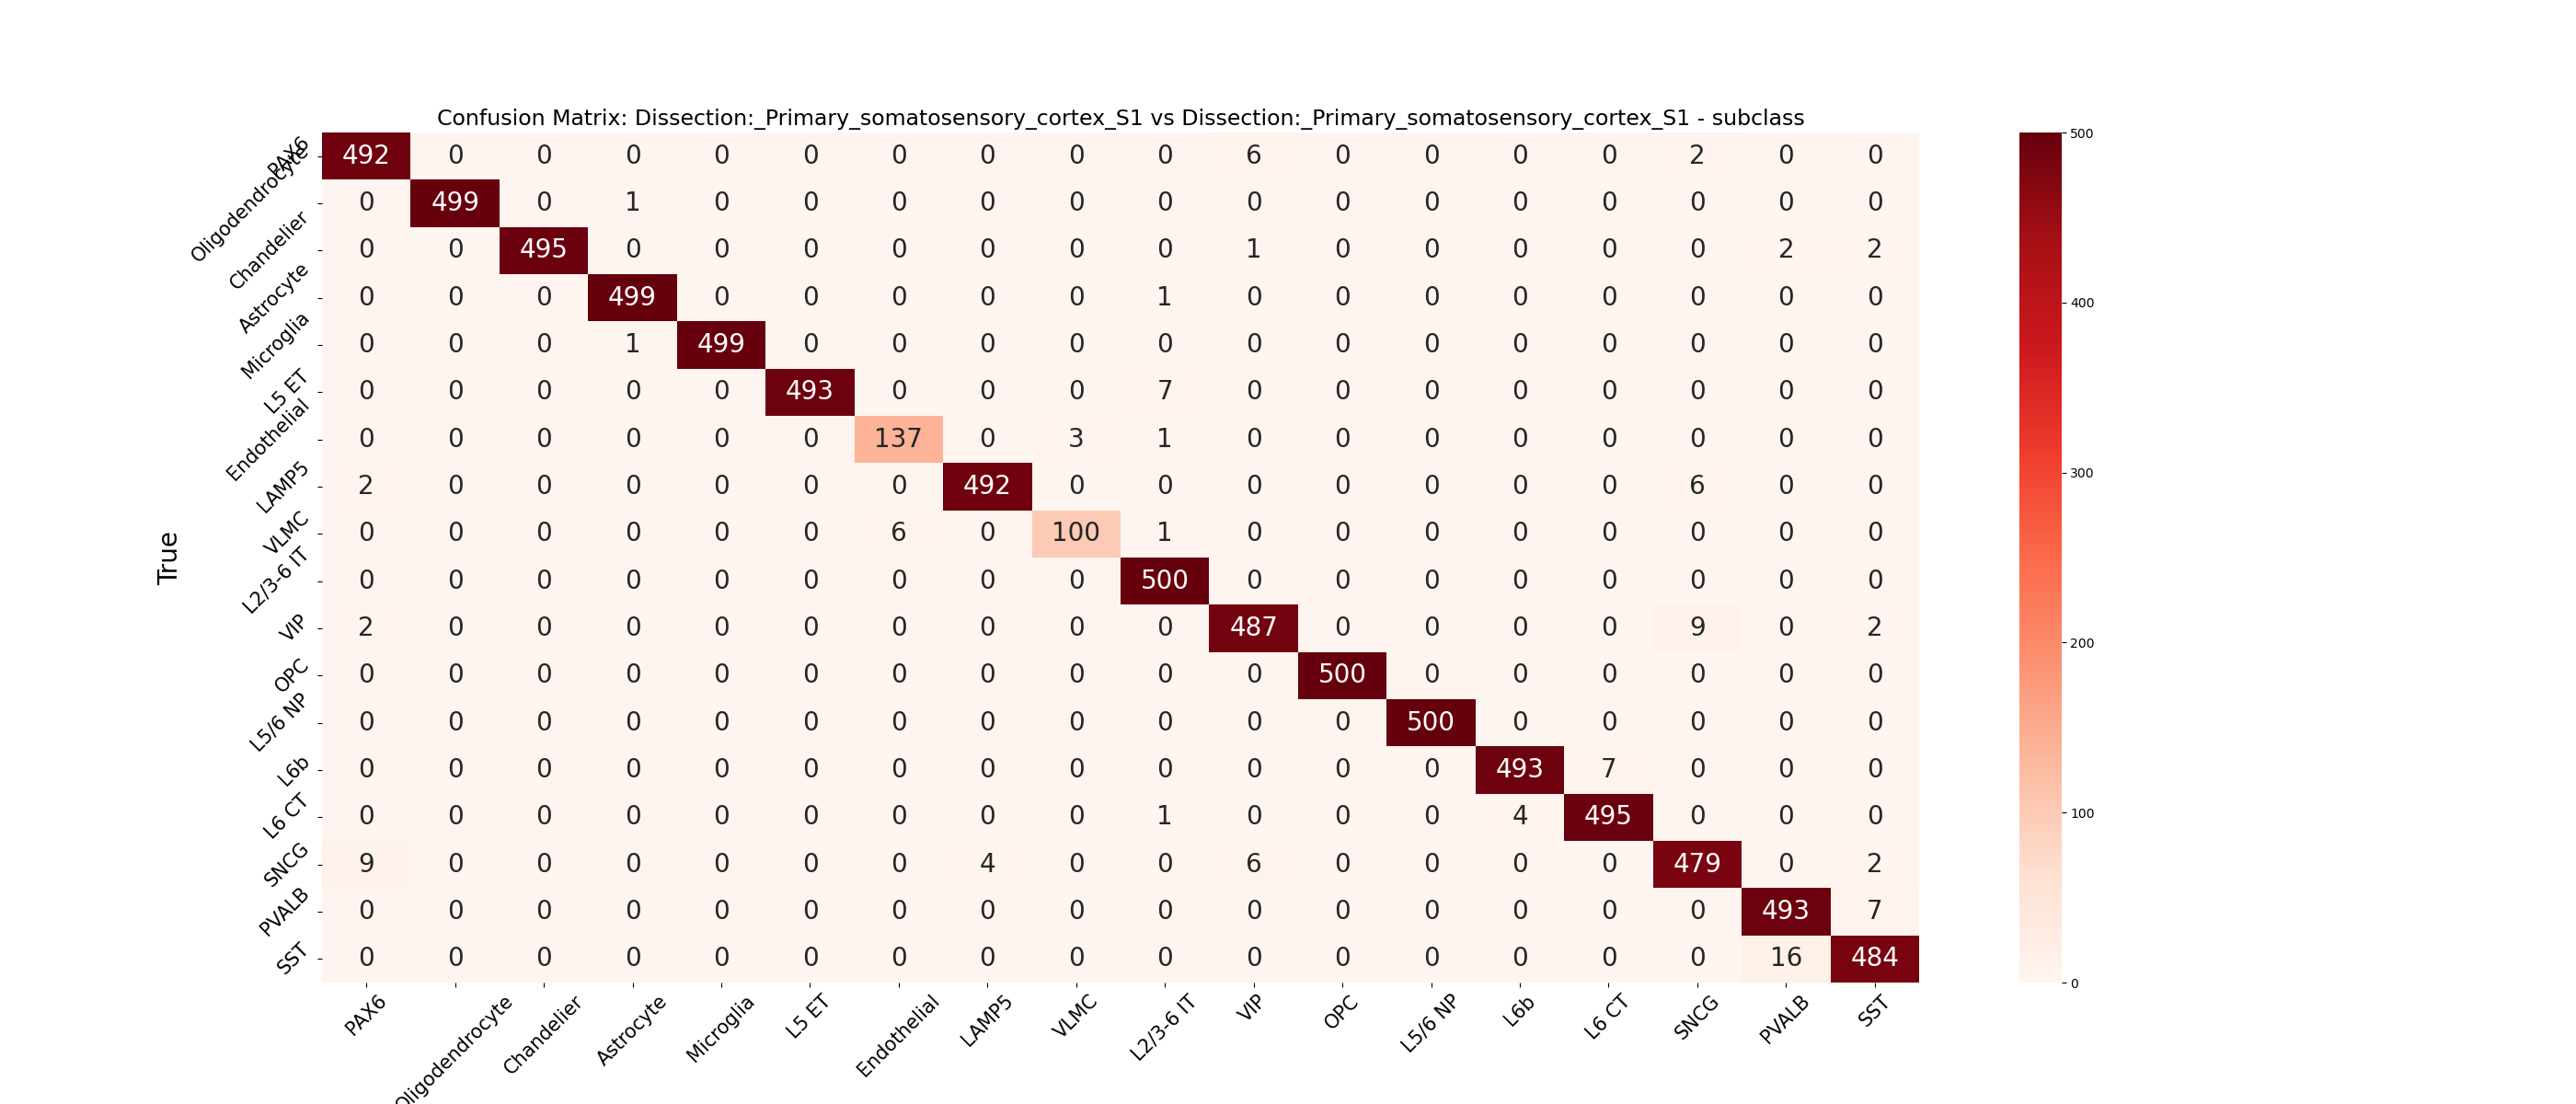 Confusion Matrix: Dissection:_Primary_somatosensory_cortex_S1 vs Dissection:_Primary_somatosensory_cortex_S1 - subclass
True
PAX6 492 0 0 0 0 0 0 0 0 0 6 0 0 0 0 2 0 0
Oligodendrocyte 0 499 0 1 0 0 0 0 0 0 0 0 0 0 0 0 0 0
Chandelier 0 0 495 0 0 0 0 0 0 0 1 0 0 0 0 0 2 2
Astrocyte 0 0 0 499 0 0 0 0 0 1 0 0 0 0 0 0 0 0
Microglia 0 0 0 1 499 0 0 0 0 0 0 0 0 0 0 0 0 0
L5 ET 0 0 0 0 0 493 0 0 0 7 0 0 0 0 0 0 0 0
Endothelial 0 0 0 0 0 0 137 0 3 1 0 0 0 0 0 0 0 0
LAMP5 2 0 0 0 0 0 0 492 0 0 0 0 0 0 0 6 0 0
VLMC 0 0 0 0 0 0 6 0 100 1 0 0 0 0 0 0 0 0
L2/3-6 IT 0 0 0 0 0 0 0 0 0 500 0 0 0 0 0 0 0 0
VIP 2 0 0 0 0 0 0 0 0 0 487 0 0 0 0 9 0 2
OPC 0 0 0 0 0 0 0 0 0 0 0 500 0 0 0 0 0 0
L5/6 NP 0 0 0 0 0 0 0 0 0 0 0 0 500 0 0 0 0 0
L6b 0 0 0 0 0 0 0 0 0 0 0 0 0 493 7 0 0 0
L6 CT 0 0 0 0 0 0 0 0 0 1 0 0 0 4 495 0 0 0
SNCG 9 0 0 0 0 0 0 4 0 0 6 0 0 0 0 479 0 2
PVALB 0 0 0 0 0 0 0 0 0 0 0 0 0 0 0 0 493 7
SST 0 0 0 0 0 0 0 0 0 0 0 0 0 0 0 0 16 484
PAX6 Oligodendrocyte Chandelier Astrocyte Microglia L5 ET Endothelial LAMP5 VLMC L2/3-6 IT VIP OPC L5/6 NP L6b L6 CT SNCG PVALB SST
500
400
300
200
100
0